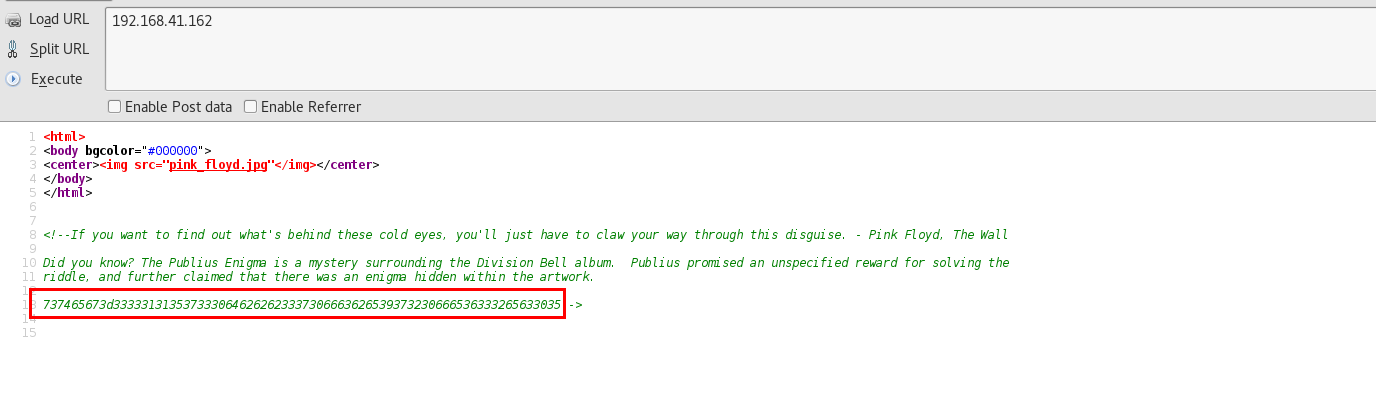 Load URL
192.168.41.162
Split URL
Execute
Enable Post data Enable Referrer
1 <html>
2 <body bgcolor="#000000">
3 <center><img src="pink_floyd.jpg"</img></center>
4 </body>
5 </html>
6
7
8 <!--If you want to find out what's behind these cold eyes, you'll just have to claw your way through this disguise. - Pink Floyd, The Wall
9
10 Did you know? The Publius Enigma is a mystery surrounding the Division Bell album.  Publius promised an unspecified reward for solving the
11 riddle, and further claimed that there was an enigma hidden within the artwork.
12
13 737465673d3333313135373330646262623337306663626539373230666536333265633035 ->
14
15